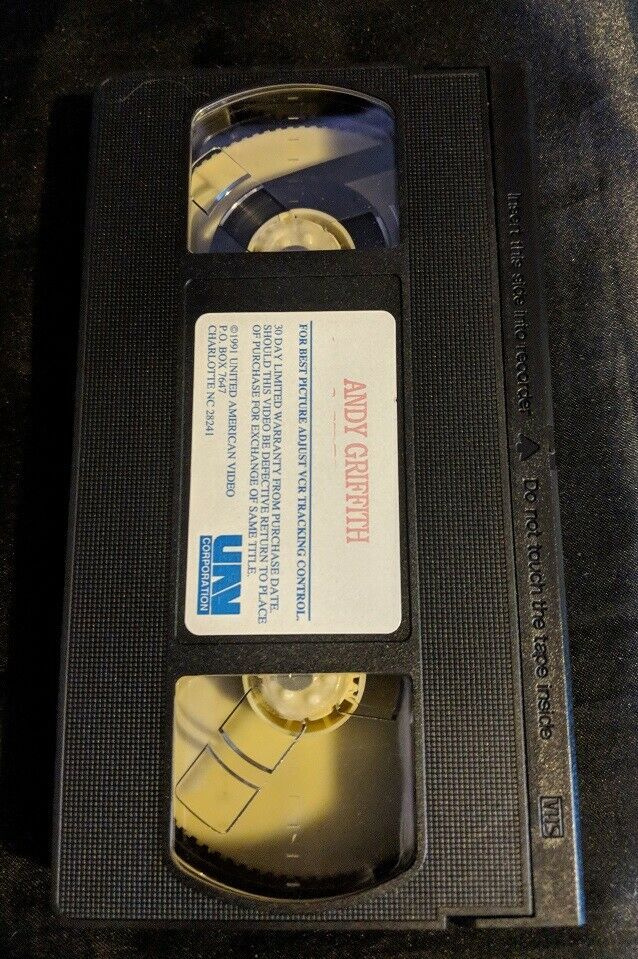 ANDY GRIFFITH
FOR BEST PICTURE ADJUST VCR TRACKING CONTROL.
30 DAY LIMITED WARRANTY FROM PURCHASE DATE.
SHOULD THIS VIDEO BE DEFECTIVE RETURN TO PLACE
OF PURCHASE FOR EXCHANGE OF SAME TITLE.
©1991 UNITED AMERICAN VIDEO
P.O. BOX 7647
CHARLOTTE NC 28241
UAV
CORPORATION
Insert this side into recorder Do not touch the tape inside
VHS